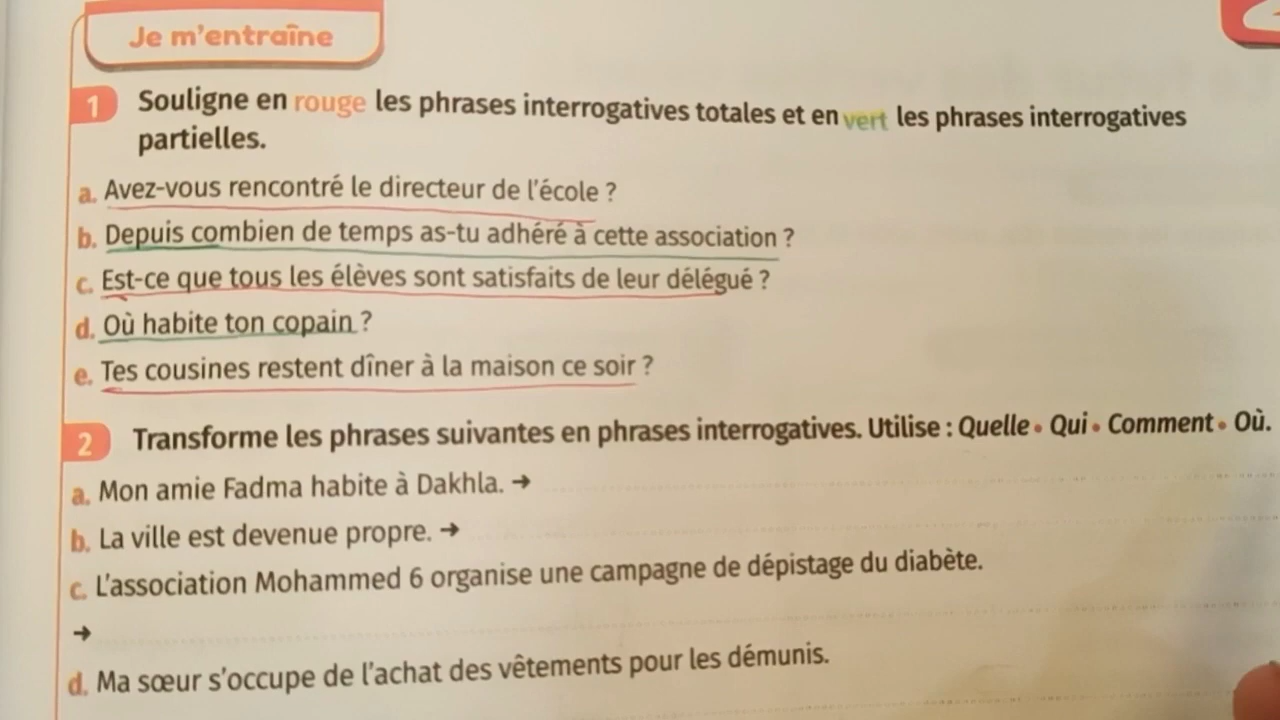 Je m'entraîne
1 Souligne en rouge les phrases interrogatives totales et en vert les phrases interrogatives
partielles.
a. Avez-vous rencontré le directeur de l'école ?
b. Depuis combien de temps as-tu adhéré à cette association ?
c. Est-ce que tous les élèves sont satisfaits de leur délégué ?
d. Où habite ton copain ?
e. Tes cousines restent dîner à la maison ce soir ?
2 Transforme les phrases suivantes en phrases interrogatives. Utilise : Quelle • Qui • Comment • Où.
a. Mon amie Fadma habite à Dakhla. →
b. La ville est devenue propre. →
c. L'association Mohammed 6 organise une campagne de dépistage du diabète.
→
d. Ma sœur s'occupe de l'achat des vêtements pour les démunis.